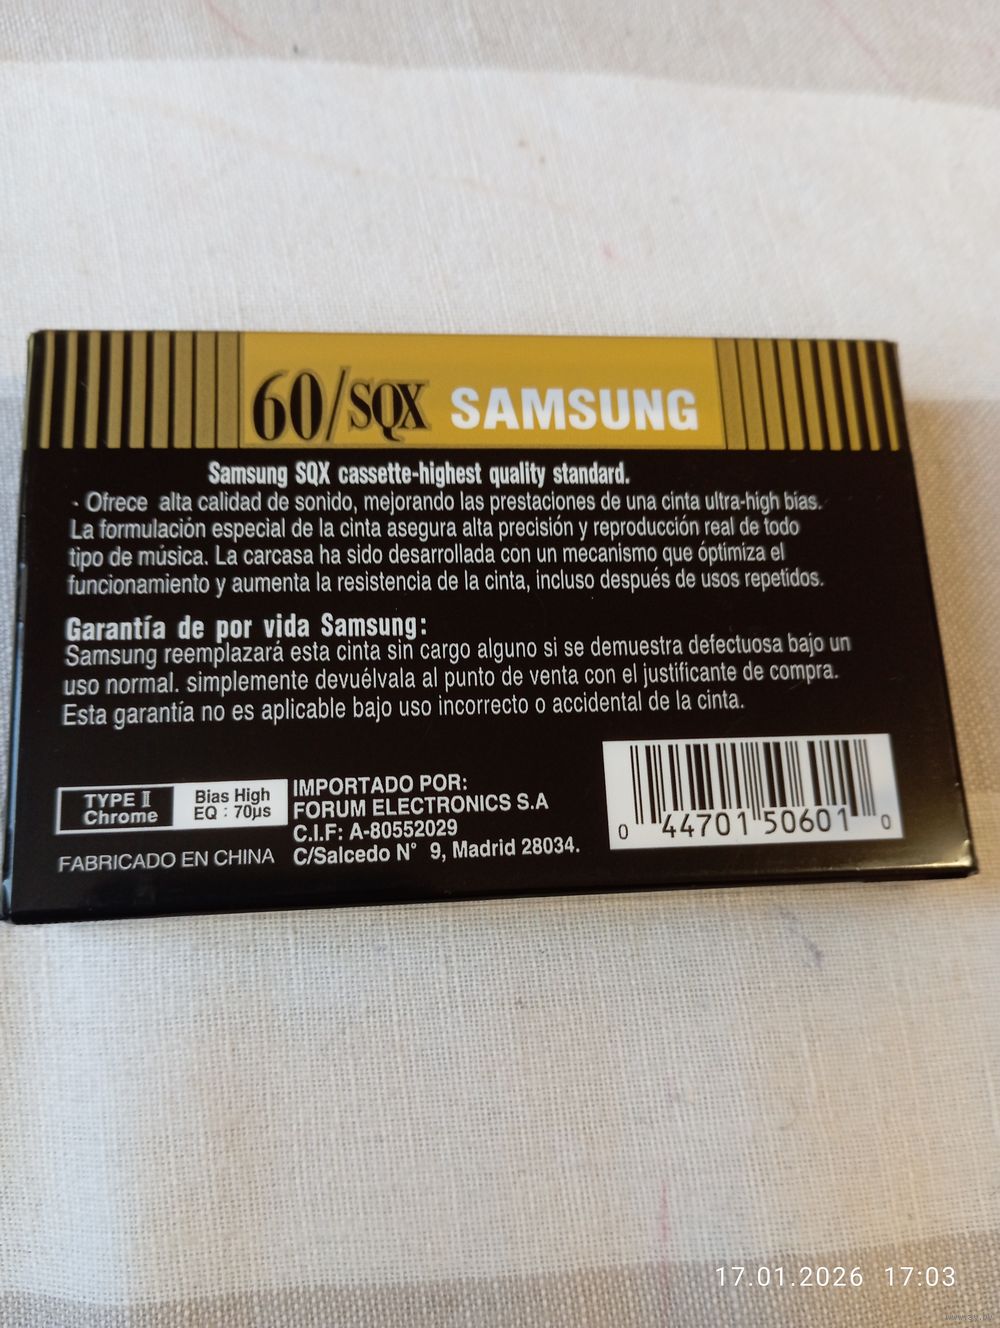 60/SQX SAMSUNG
Samsung SQX cassette-highest quality standard.
- Ofrece alta calidad de sonido, mejorando las prestaciones de una cinta ultra-high bias.
La formulación especial de la cinta asegura alta precisión y reproducción real de todo
tipo de música. La carcasa ha sido desarrollada con un mecanismo que óptimiza el
funcionamiento y aumenta la resistencia de la cinta, incluso después de usos repetidos.
Garantía de por vida Samsung:
Samsung reemplazará esta cinta sin cargo alguno si se demuestra defectuosa bajo un
uso normal. simplemente devuélvala al punto de venta con el justificante de compra.
Esta garantía no es aplicable bajo uso incorrecto o accidental de la cinta.
TYPE II
Chrome
Bias High
EQ : 70µs
FABRICADO EN CHINA
IMPORTADO POR:
FORUM ELECTRONICS S.A
C.I.F: A-80552029
C/Salcedo N° 9, Madrid 28034.
0 44701 50601 0
17.01.2026 17:03